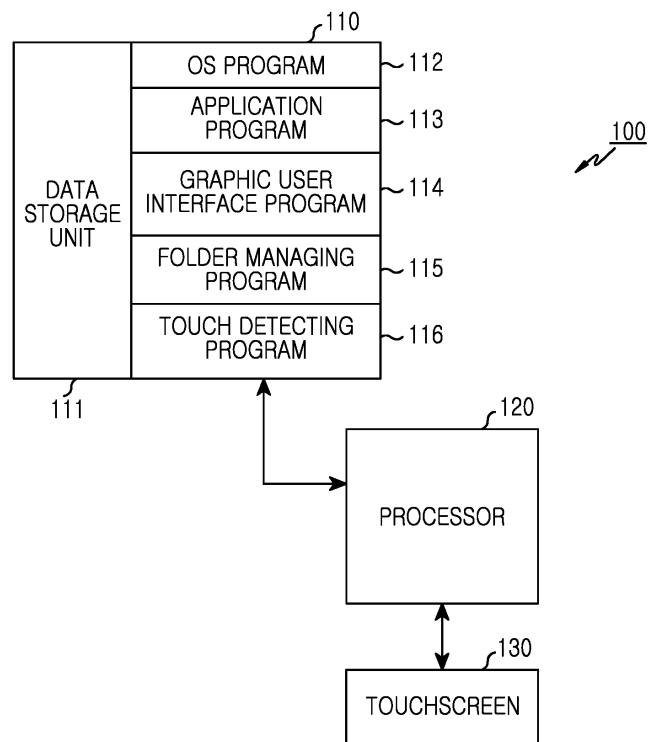 110
OS PROGRAM
112
APPLICATION
PROGRAM
113
100
DATA
STORAGE
UNIT
GRAPHIC USER
INTERFACE PROGRAM
114
FOLDER MANAGING
PROGRAM
115
TOUCH DETECTING
PROGRAM
116
111
120
PROCESSOR
130
TOUCHSCREEN